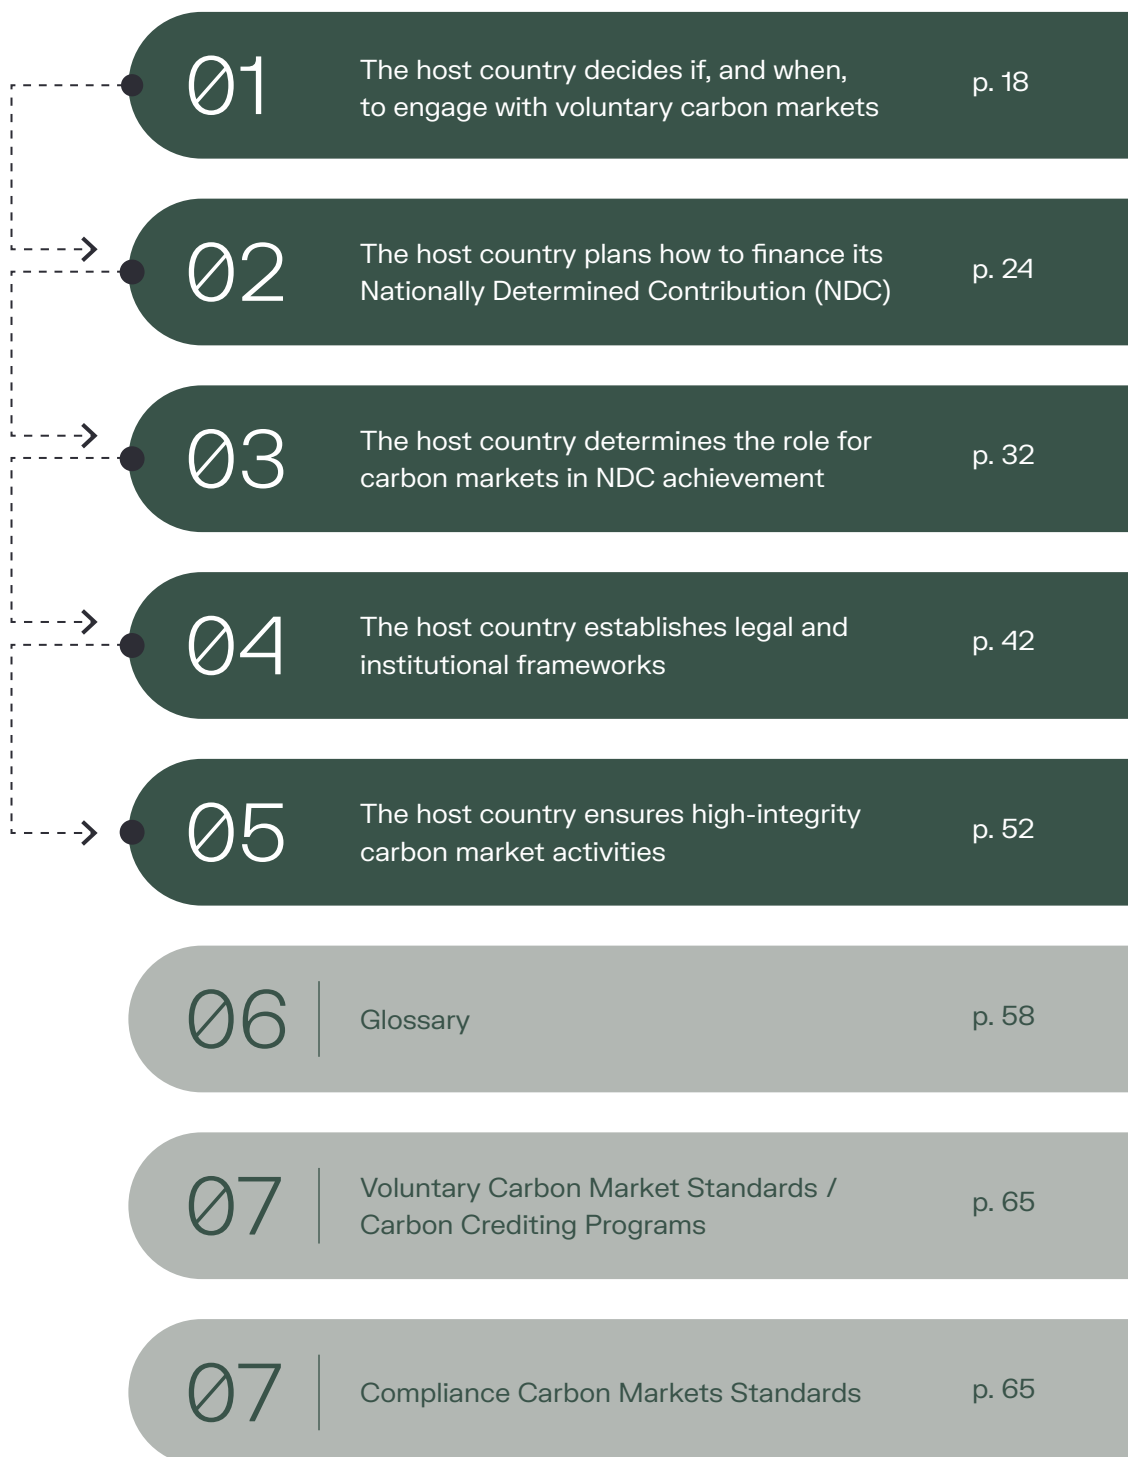 01
The host country decides if, and when,
to engage with voluntary carbon markets
p. 18
02
The host country plans how to finance its
Nationally Determined Contribution (NDC)
p. 24
03
The host country determines the role for
carbon markets in NDC achievement
p. 32
04
The host country establishes legal and
institutional frameworks
p. 42
05
The host country ensures high-integrity
carbon market activities
p. 52
06
Glossary
p. 58
07
Voluntary Carbon Market Standards /
Carbon Crediting Programs
p. 65
07
Compliance Carbon Markets Standards
p. 65